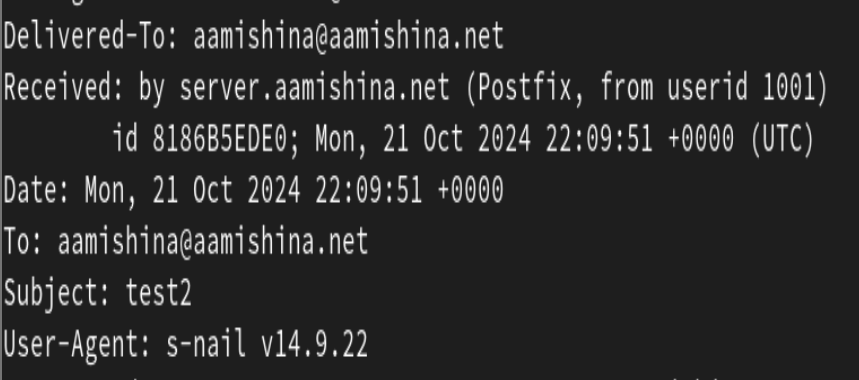 Delivered-To: aamishina@aamishina.net
Received: by server.aamishina.net (Postfix, from userid 1001)
id 8186B5EDE0; Mon, 21 Oct 2024 22:09:51 +0000 (UTC)
Date: Mon, 21 Oct 2024 22:09:51 +0000
To: aamishina@aamishina.net
Subject: test2
User-Agent: s-nail v14.9.22